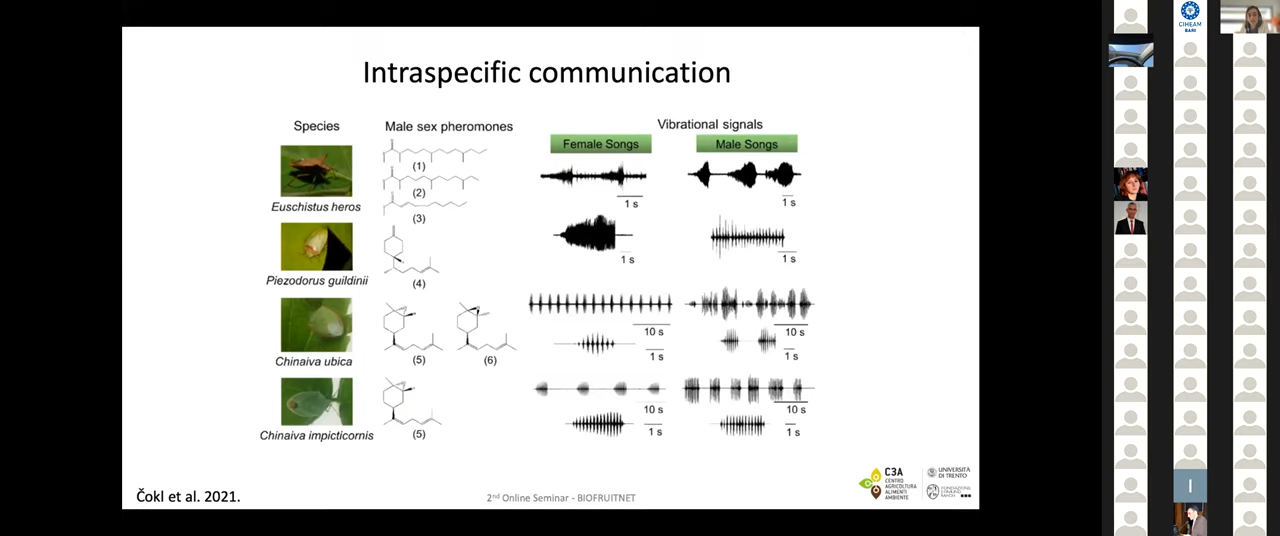 Intraspecific communication
Species
Male sex pheromones
Vibrational signals
Female Songs
Male Songs
Euschistus heros
(1)
(2)
(3)
1 s
1 s
Piezodorus guildinii
(4)
1 s
1 s
Chinaiva ubica
(5)
(6)
10 s
1 s
10 s
1 s
Chinaiva impicticornis
(5)
10 s
1 s
10 s
1 s
Čokl et al. 2021.
2nd Online Seminar - BIOFRUITNET
C3A
CENTRO
AGRICOLTURA
ALIMENTI
AMBIENTE
UNIVERSITÀ
DI TRENTO
FONDAZIONE
EDMUND
MACH
CIHEAM
BARI
I